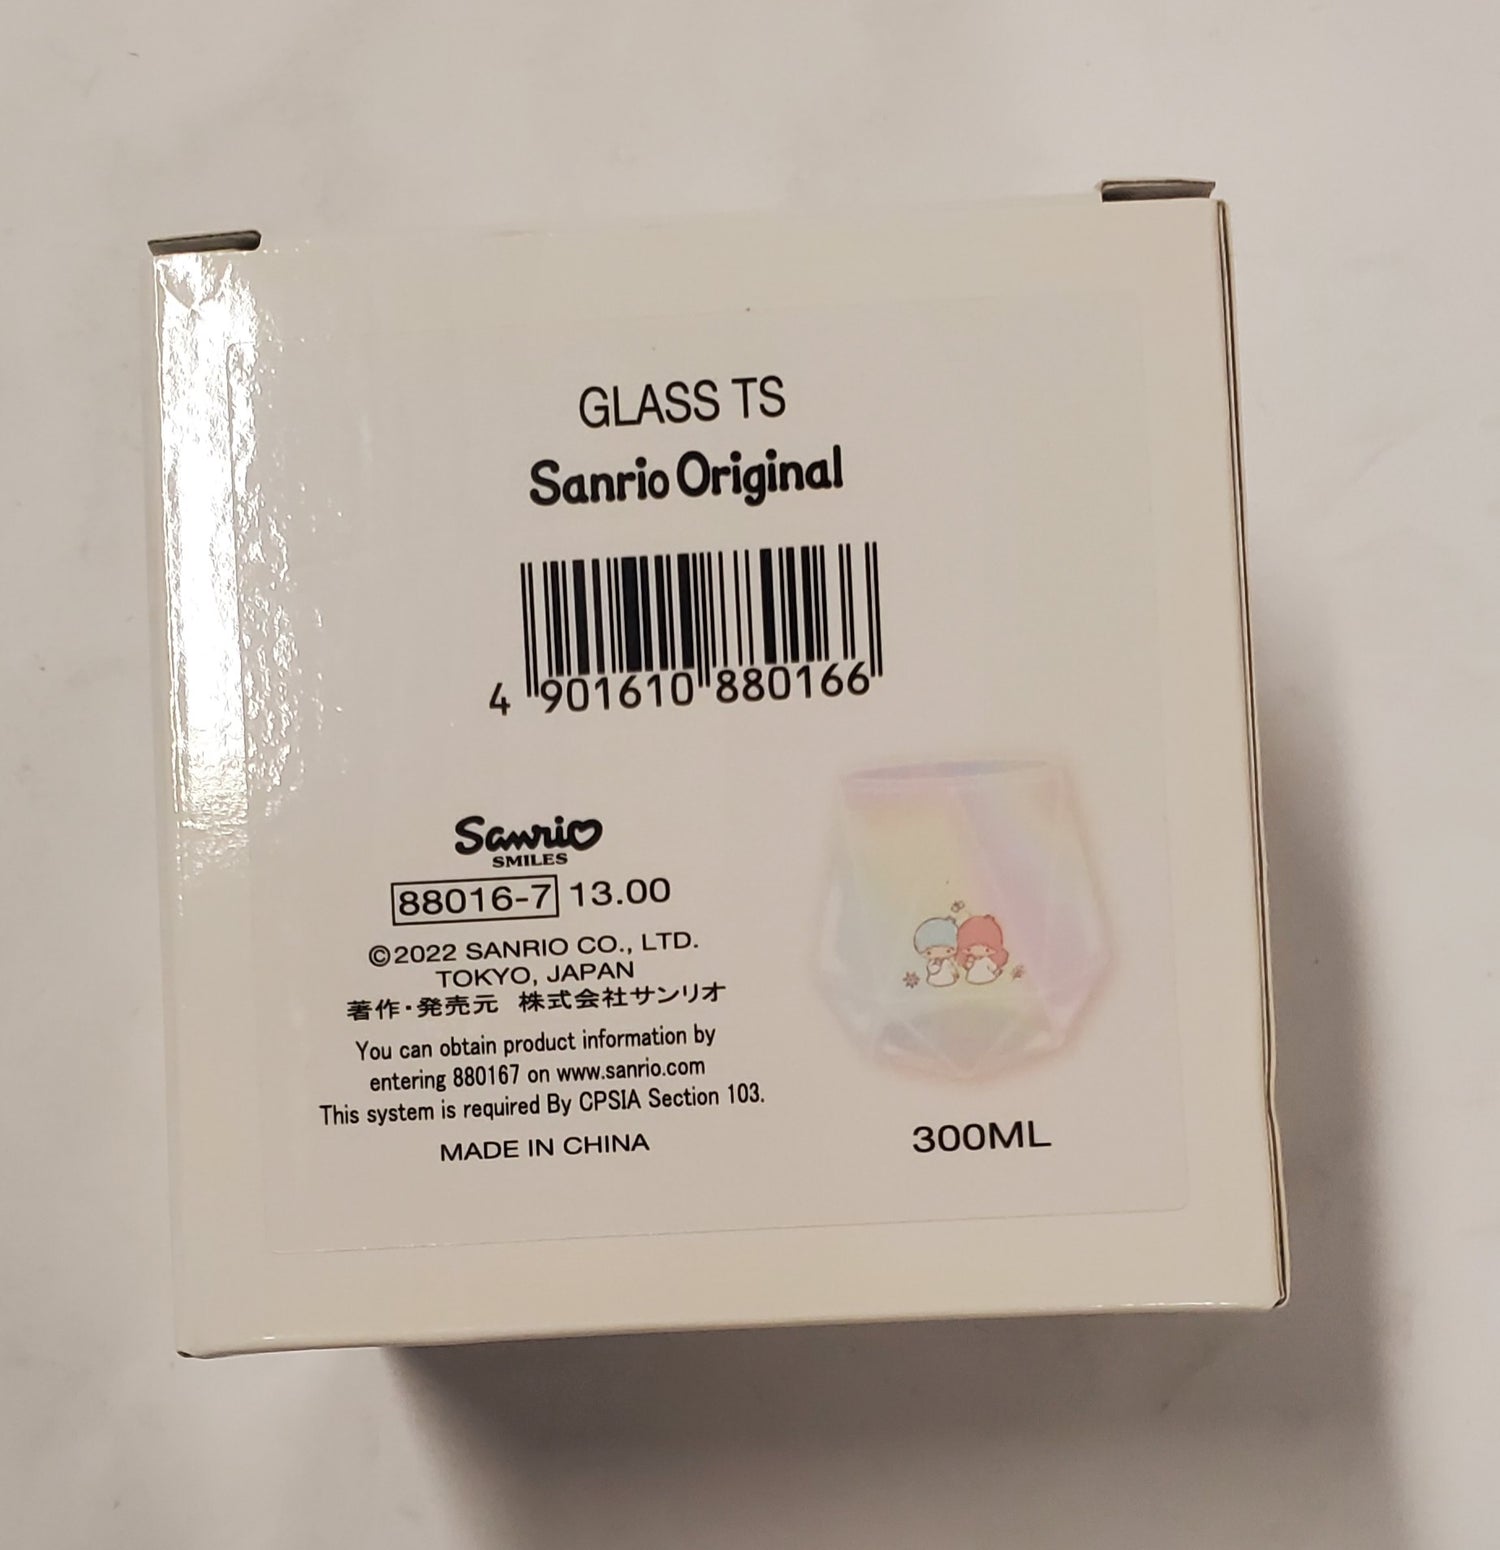 GLASS TS
Sanrio Original
4 901610 880166
Sanrio
SMILES
88016-7 13.00
©2022 SANRIO CO., LTD.
TOKYO, JAPAN
著作・発売元 株式会社サンリオ
You can obtain product information by
entering 880167 on www.sanrio.com
This system is required By CPSIA Section 103.
MADE IN CHINA
300ML